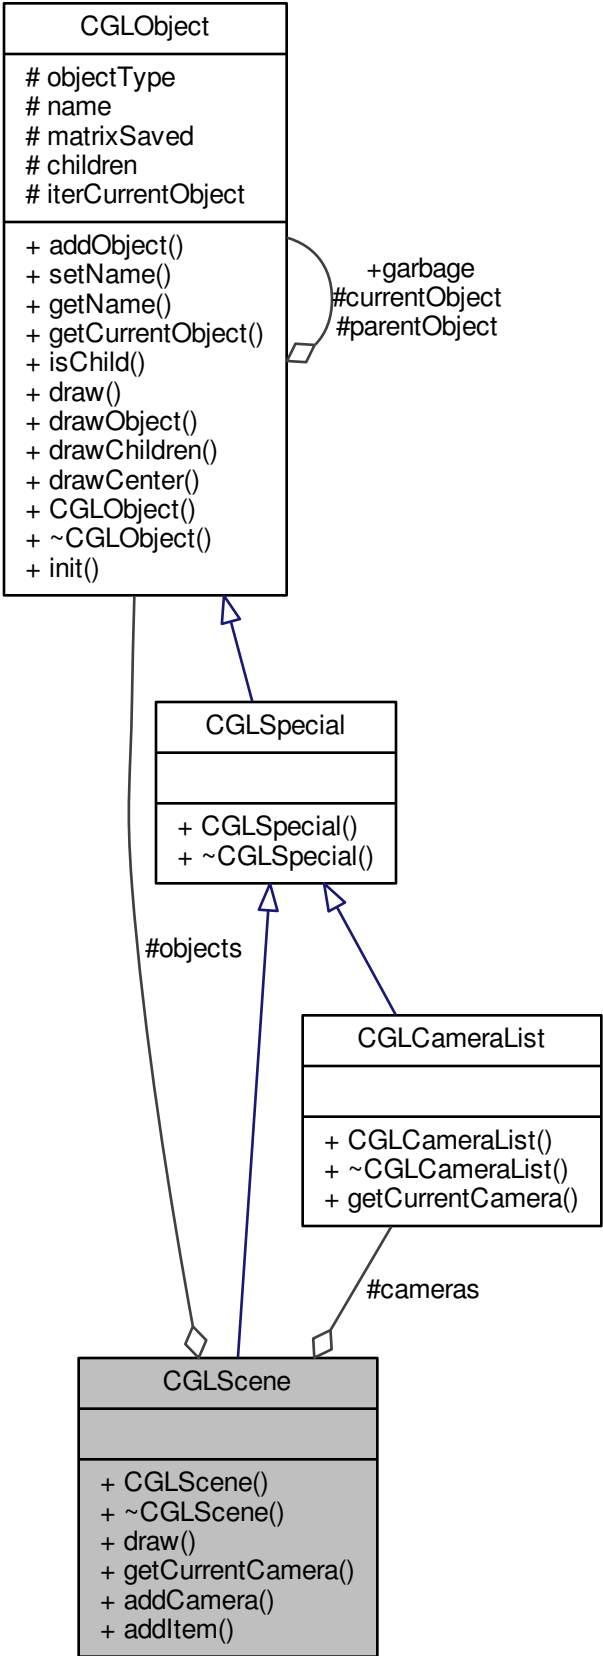 CGLObject
# objectType
# name
# matrixSaved
# children
# iterCurrentObject
+ addObject()
+ setName()
+ getName()
+ getCurrentObject()
+ isChild()
+ draw()
+ drawObject()
+ drawChildren()
+ drawCenter()
+ CGLObject()
+ ~CGLObject()
+ init()
+garbage
#currentObject
#parentObject
CGLSpecial
+ CGLSpecial()
+ ~CGLSpecial()
#objects
CGLCameraList
+ CGLCameraList()
+ ~CGLCameraList()
+ getCurrentCamera()
#cameras
CGLScene
+ CGLScene()
+ ~CGLScene()
+ draw()
+ getCurrentCamera()
+ addCamera()
+ addItem()